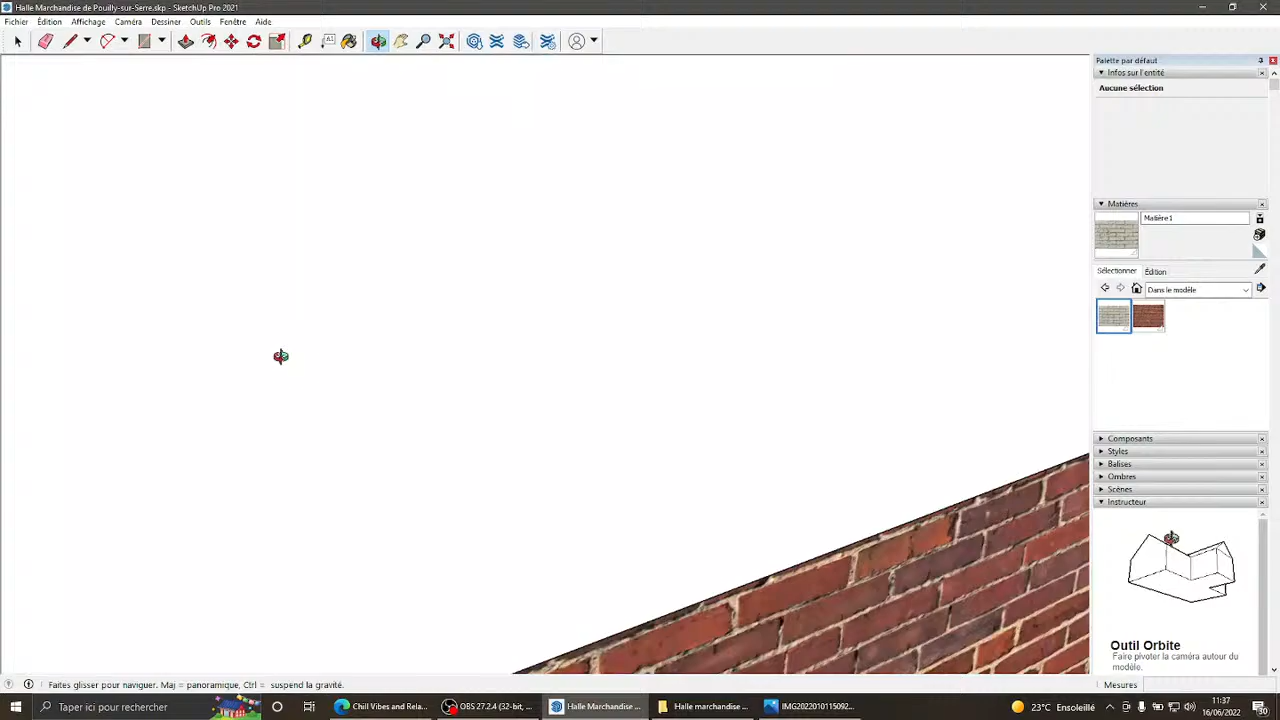 Halle Marchandise de Pouilly-sur-Serre.skp - SketchUp Pro 2021
Fichier Édition Affichage Caméra Dessiner Outils Fenêtre Aide
Palette par défaut
Infos sur l'entité
Aucune sélection
Matières
Matière1
Sélectionner Édition
Dans le modèle
Composants
Styles
Balises
Ombres
Scènes
Instructeur
Outil Orbite
Faire pivoter la caméra autour du
modèle.
Faites glisser pour naviguer. Maj = panoramique, Ctrl = suspend la gravité.
Mesures
Taper ici pour rechercher
Chill Vibes and Rela...
OBS 27.2.4 (32-bit, ...
Halle Marchandise ...
Halle marchandise ...
IMG2022010115092...
23°C Ensoleillé
11:37
16/06/2022